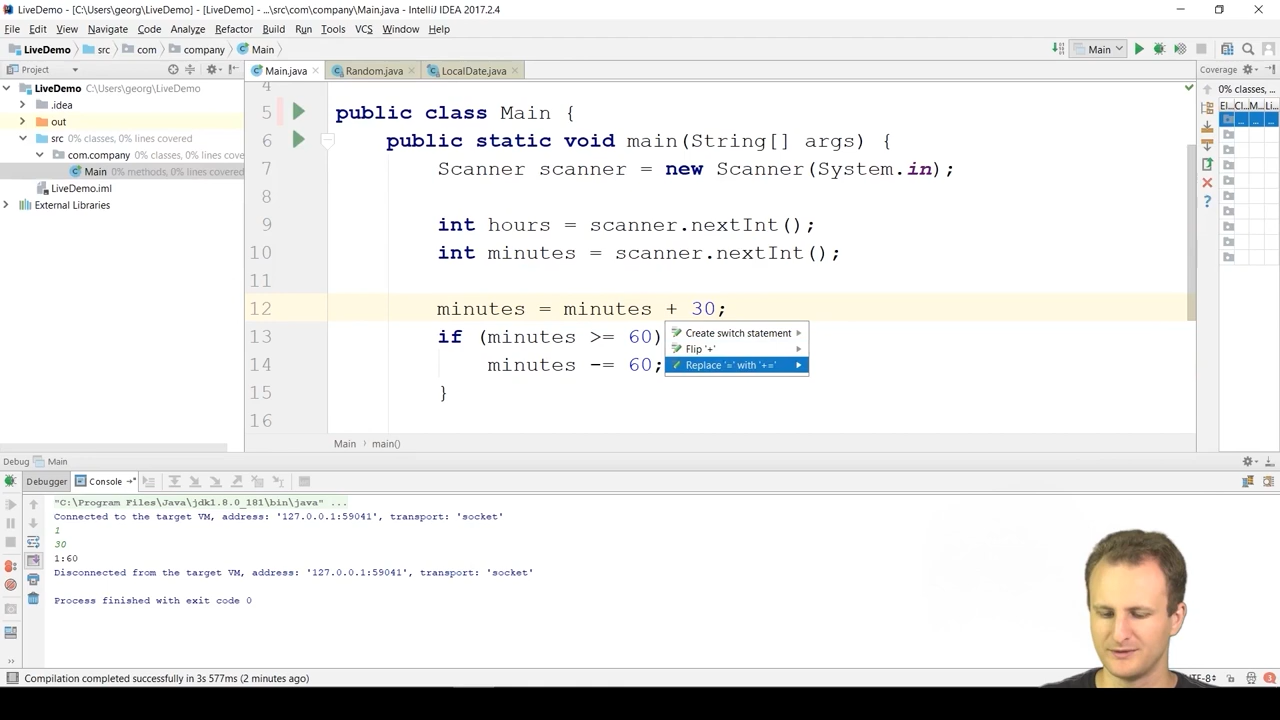 LiveDemo - [C:\Users\georg\LiveDemo] - [LiveDemo] - ...\src\com\company\Main.java - IntelliJ IDEA 2017.2.4
File Edit View Navigate Code Analyze Refactor Build Run Tools VCS Window Help
LiveDemo src com company Main Main
Project Main.java Random.java LocalDate.java Coverage
LiveDemo C:\Users\georg\LiveDemo
.idea
out
src 0% classes, 0% lines covered
com.company 0% classes, 0% lines cove
Main 0% methods, 0% lines covered
LiveDemo.iml
External Libraries
0% classes, ...
4
5 public class Main {
6 public static void main(String[] args) {
7 Scanner scanner = new Scanner(System.in);
8
9 int hours = scanner.nextInt();
10 int minutes = scanner.nextInt();
11
12 minutes = minutes + 30;
13 if (minutes >= 60)
14 minutes -= 60;
15 }
16
Create switch statement
Flip '+'
Replace '=' with '+='
Main main()
Debug Main
Debugger Console
"C:\Program Files\Java\jdk1.8.0_181\bin\java" ...
Connected to the target VM, address: '127.0.0.1:59041', transport: 'socket'
1
30
1:60
Disconnected from the target VM, address: '127.0.0.1:59041', transport: 'socket'
Process finished with exit code 0
Compilation completed successfully in 3s 577ms (2 minutes ago)